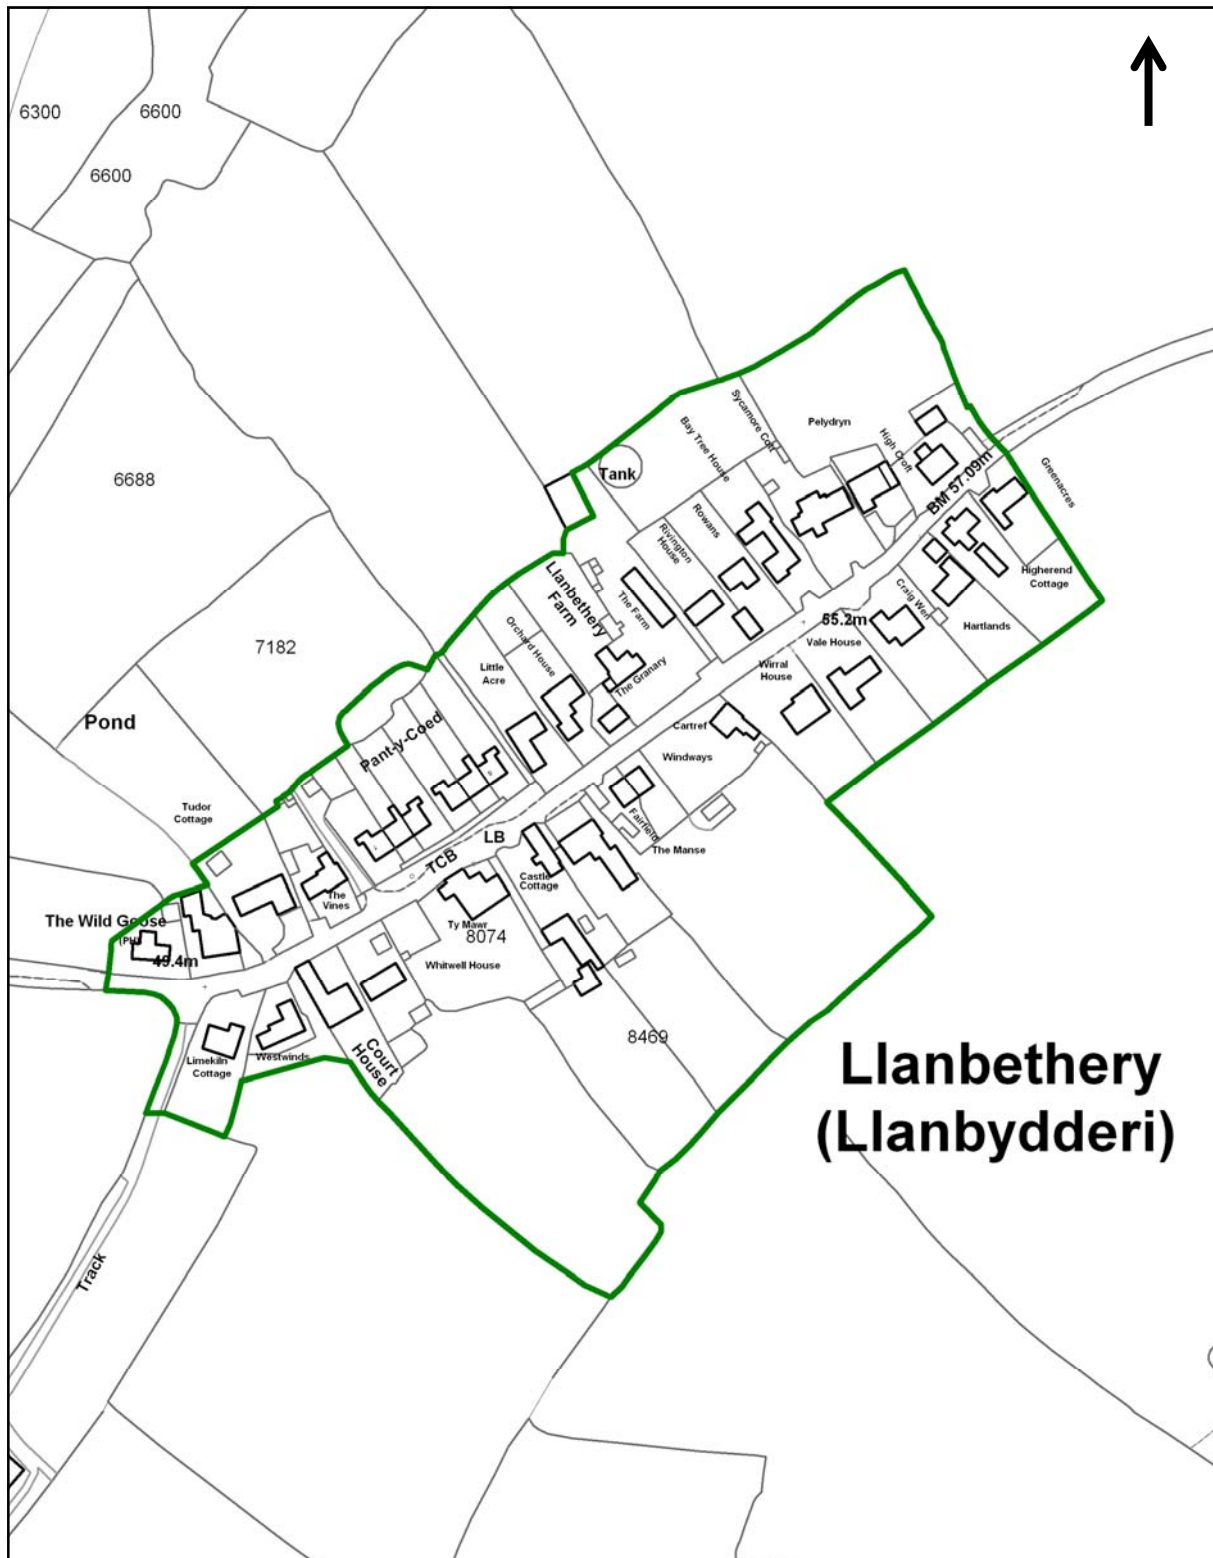 6300
6600
6600
6688
7182
Pond
Tank
Sycamore Cott
Bay Tree House
Pelydryn
High Croft
BM 57.09m
Greenacres
Rowans
Rivington
House
Higherend
Cottage
Llanbethery
Farm
The Farm
Craig Wen
Hartlands
55.2m
Vale House
Orchard House
Little
Acre
The Granary
Wirral
House
Pant-y-Coed
Cartref
Windways
Tudor
Cottage
LB
TCB
Fairfield
The Manse
Castle
Cottage
The
Vines
The Wild Goose
(PH)
49.4m
Ty Mawr
8074
Whitwell House
8469
Court
House
Westwinds
Limekiln
Cottage
Llanbethery
(Llanbydderi)
Track